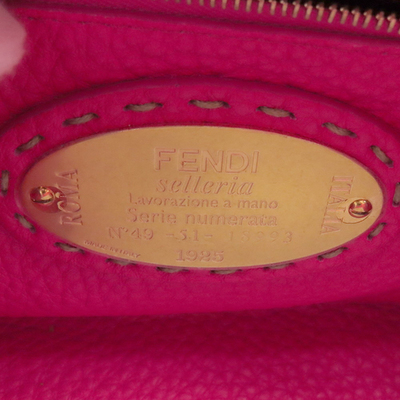 FENDI
selleria
Lavorazione a mano
Serie numerata
N°49 -51-
1925
ROMA
ITALIA